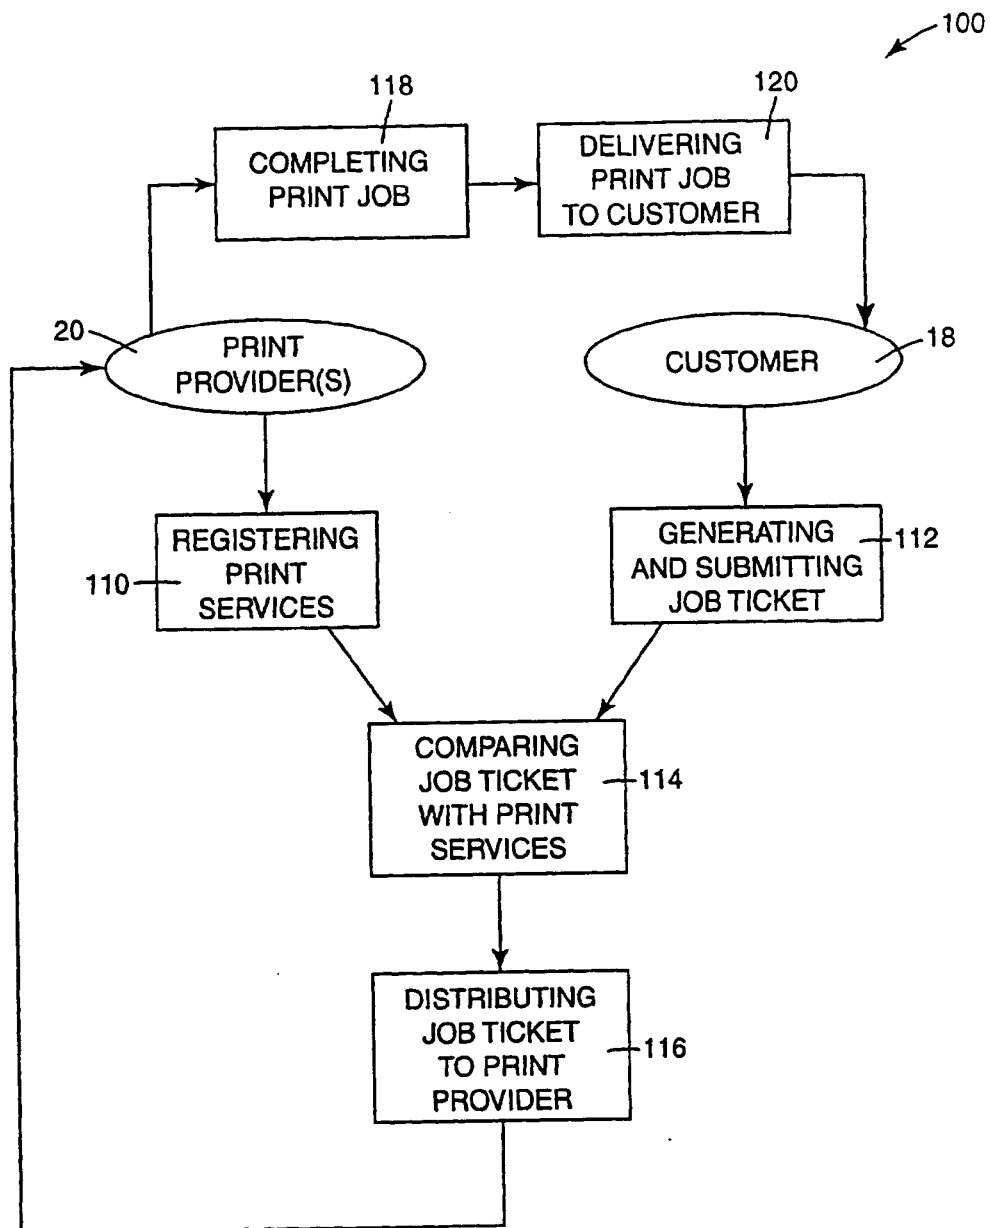 100
118
120
COMPLETING
PRINT JOB
DELIVERING
PRINT JOB
TO CUSTOMER
20
PRINT
PROVIDER(S)
CUSTOMER
18
REGISTERING
PRINT
SERVICES
110
GENERATING
AND SUBMITTING
JOB TICKET
112
COMPARING
JOB TICKET
WITH PRINT
SERVICES
114
DISTRIBUTING
JOB TICKET
TO PRINT
PROVIDER
116